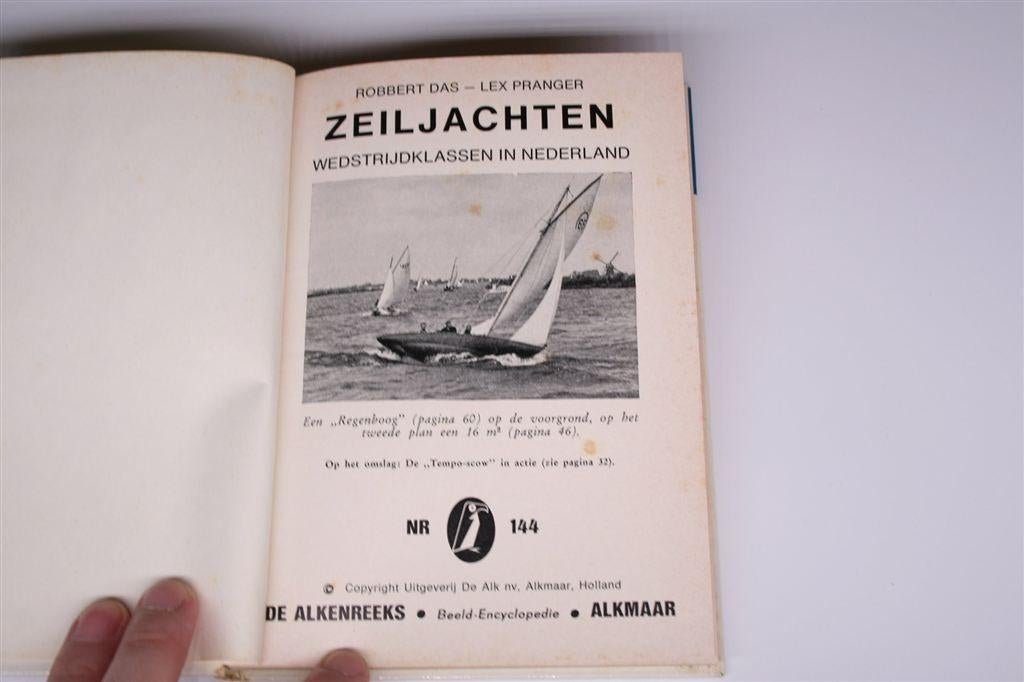 ROBBERT DAS — LEX PRANGER
ZEILJACHTEN
WEDSTRIJDKLASSEN IN NEDERLAND
Een „Regenboog” (pagina 60) op de voorgrond, op het
tweede plan een 16 m² (pagina 46).
Op het omslag: De „Tempo-scow” in actie (zie pagina 32).
NR 144
© Copyright Uitgeverij De Alk nv, Alkmaar, Holland
DE ALKENREEKS • Beeld-Encyclopedie • ALKMAAR